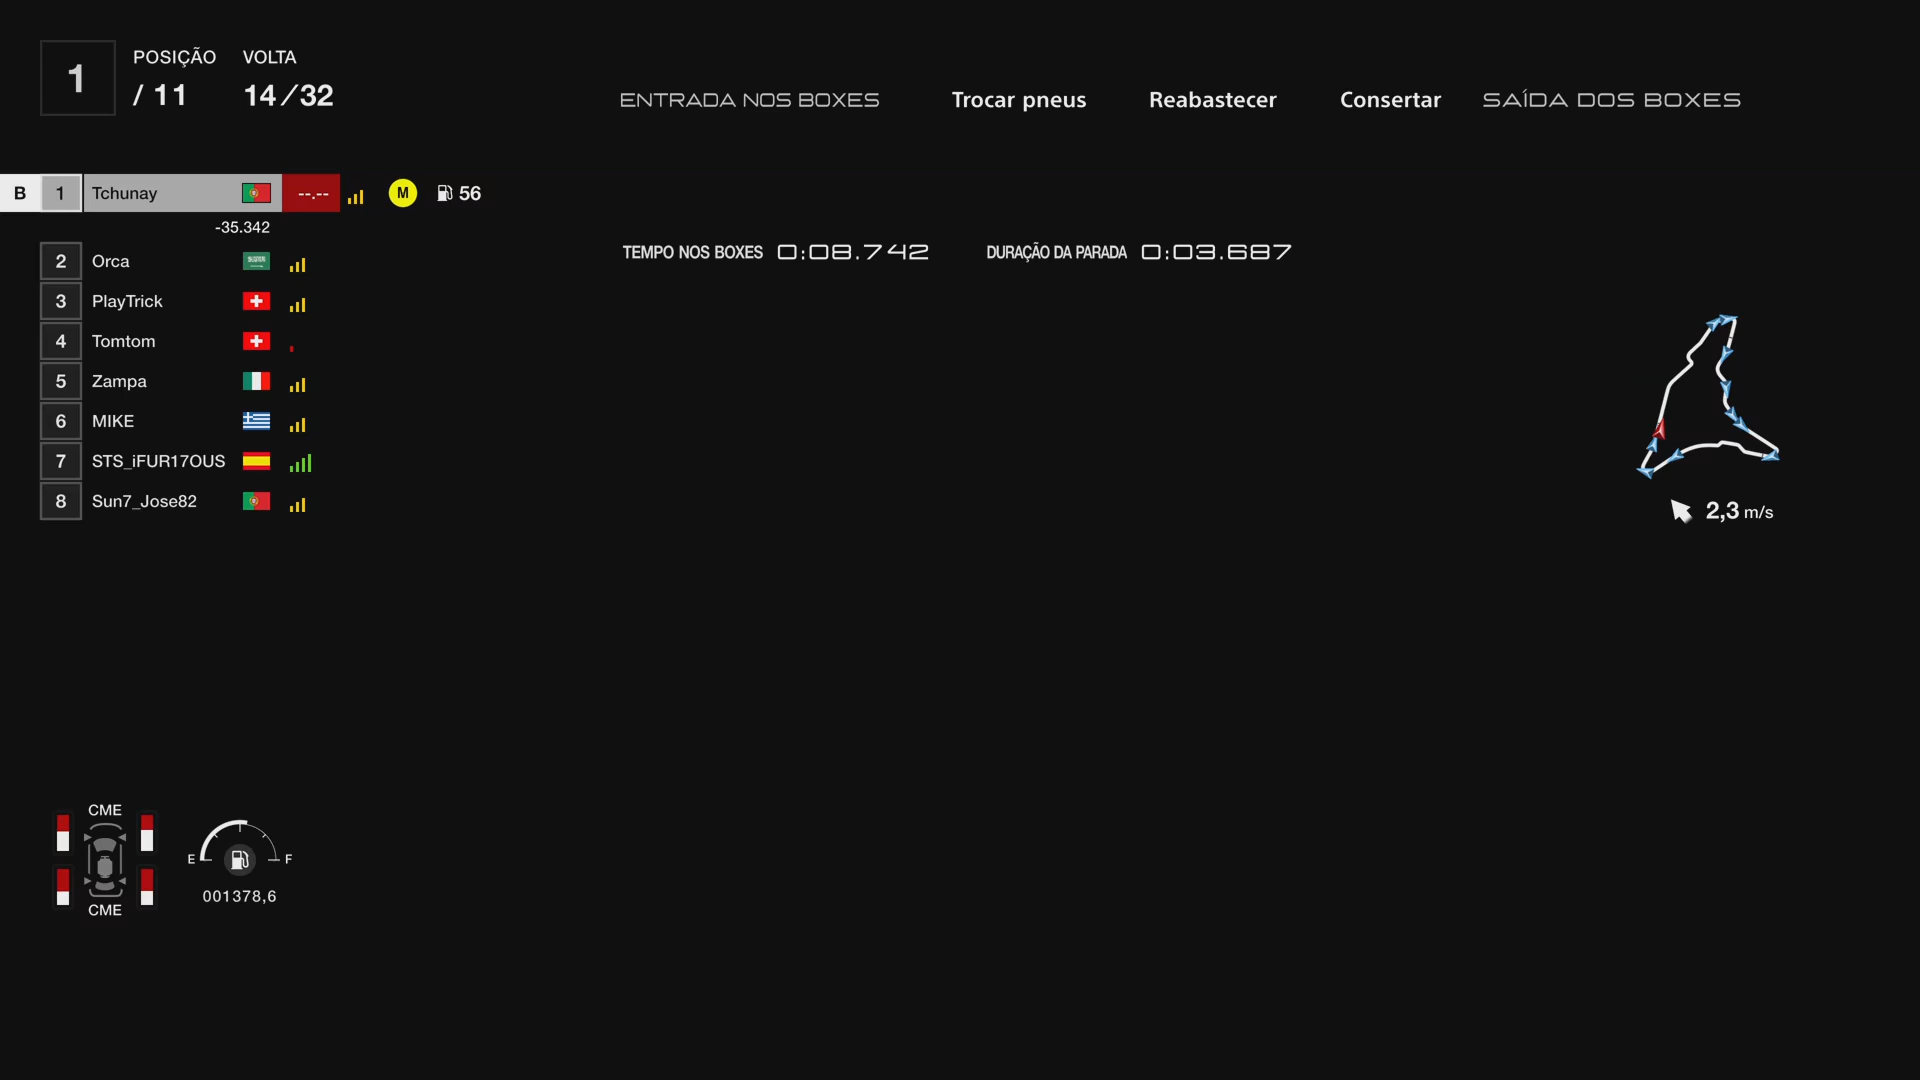 1
POSIÇÃO
/ 11
VOLTA
14/32
ENTRADA NOS BOXES
Trocar pneus
Reabastecer
Consertar
SAÍDA DOS BOXES
B 1 Tchunay --.-- M 56
-35.342
2 Orca
3 PlayTrick
4 Tomtom
5 Zampa
6 MIKE
7 STS_iFUR17OUS
8 Sun7_Jose82
TEMPO NOS BOXES 0:08.742
DURAÇÃO DA PARADA 0:03.687
2,3 m/s
CME
CME
E F
001378,6